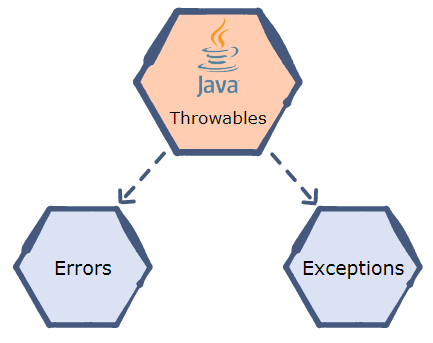 Java
Throwables
Errors
Exceptions